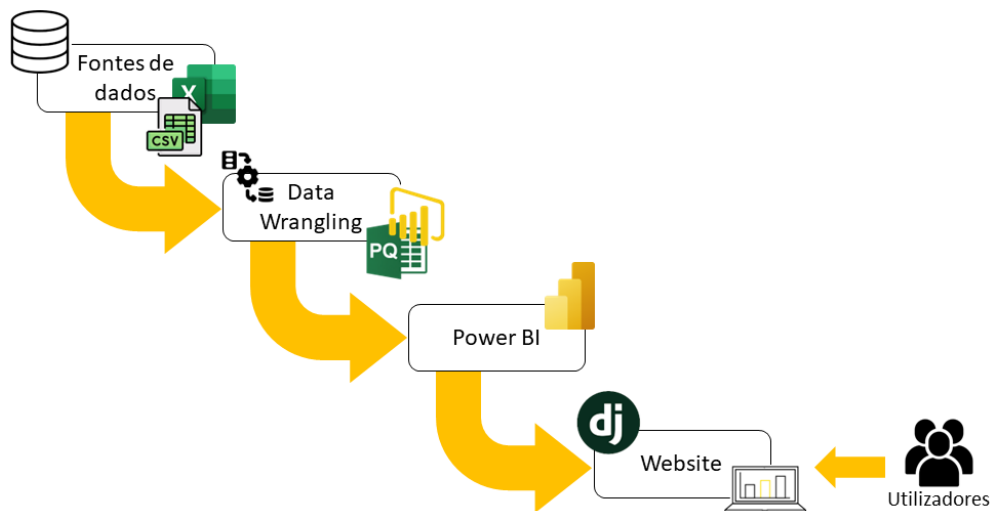 Fontes de
dados
X
CSV
Data
Wrangling
PQ
Power BI
dj
Website
Utilizadores